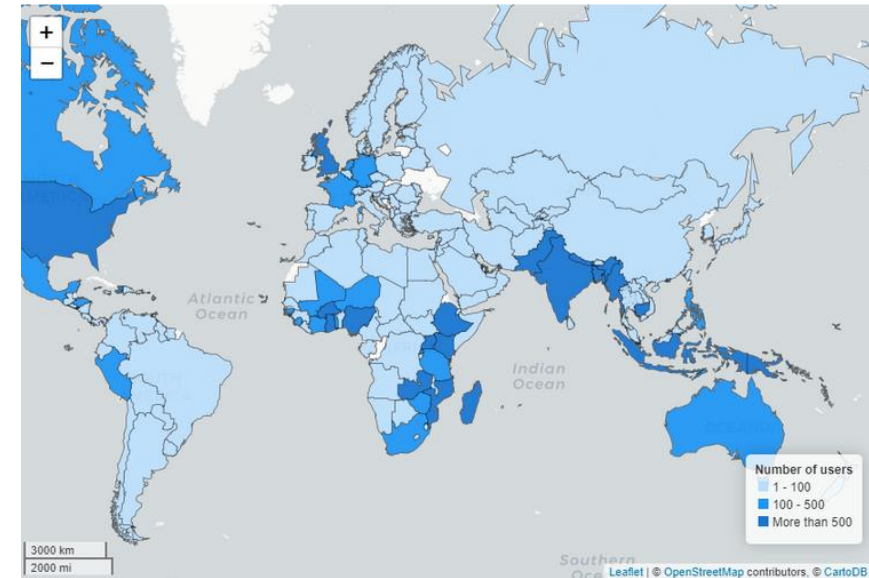 +
−
Atlantic
Ocean
Indian
Ocean
OCEANIA
Number of users
1 - 100
100 - 500
More than 500
3000 km
2000 mi
Southern
Leaflet | © OpenStreetMap contributors, © CartoDB